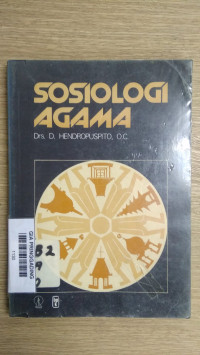 SOSIOLOGI
AGAMA
Drs. D. HENDROPUSPITO, O.C.